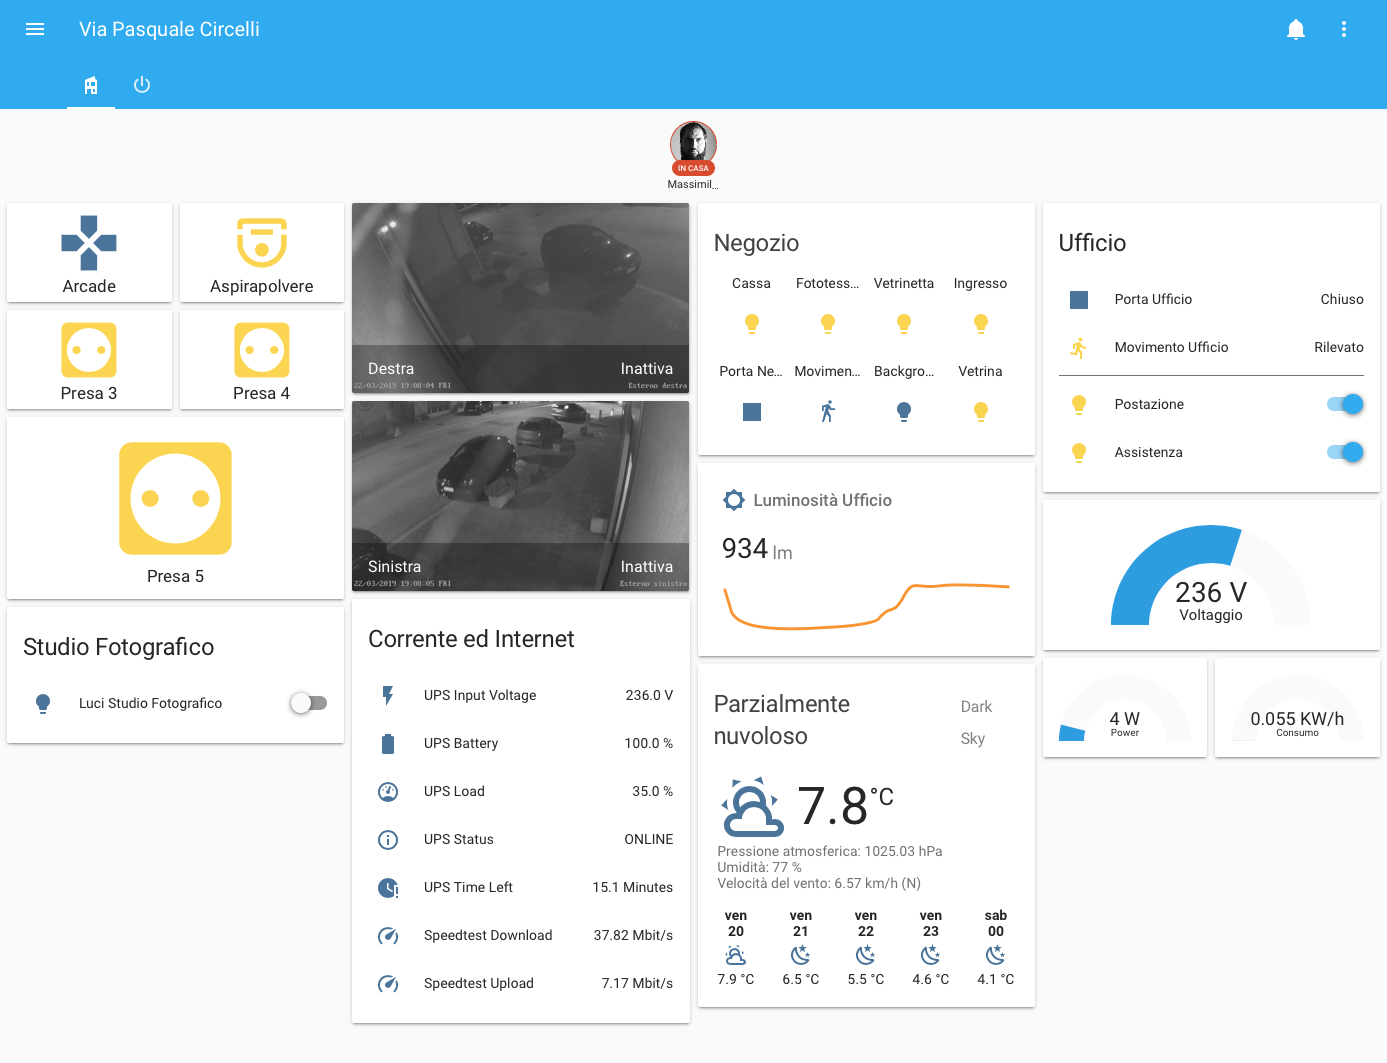 Via Pasquale Circelli
IN CASA
Massimil...
Arcade
Aspirapolvere
Presa 3
Presa 4
Presa 5
Studio Fotografico
Luci Studio Fotografico
Destra Inattiva
22/03/2019 19:08:04 FRI Esterno destra
Sinistra Inattiva
22/03/2019 19:08:05 FRI Esterno sinistra
Corrente ed Internet
UPS Input Voltage 236.0 V
UPS Battery 100.0 %
UPS Load 35.0 %
UPS Status ONLINE
UPS Time Left 15.1 Minutes
Speedtest Download 37.82 Mbit/s
Speedtest Upload 7.17 Mbit/s
Negozio
Cassa Fototess... Vetrinetta Ingresso
Porta Ne... Movimen... Backgro... Vetrina
Luminosità Ufficio
934 lm
Parzialmente Dark
nuvoloso Sky
7.8 °C
Pressione atmosferica: 1025.03 hPa
Umidità: 77 %
Velocità del vento: 6.57 km/h (N)
ven ven ven ven sab
20 21 22 23 00
7.9 °C 6.5 °C 5.5 °C 4.6 °C 4.1 °C
Ufficio
Porta Ufficio Chiuso
Movimento Ufficio Rilevato
Postazione
Assistenza
236 V
Voltaggio
4 W
Power
0.055 KW/h
Consumo